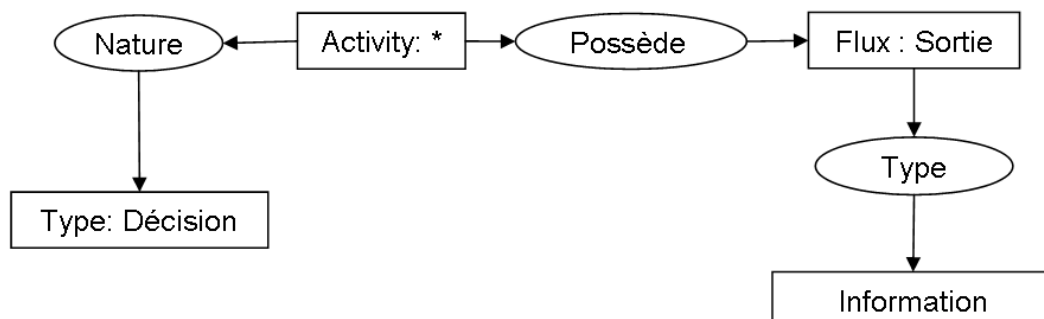 Nature
Activity: *
Possède
Flux : Sortie
Type
Type: Décision
Information